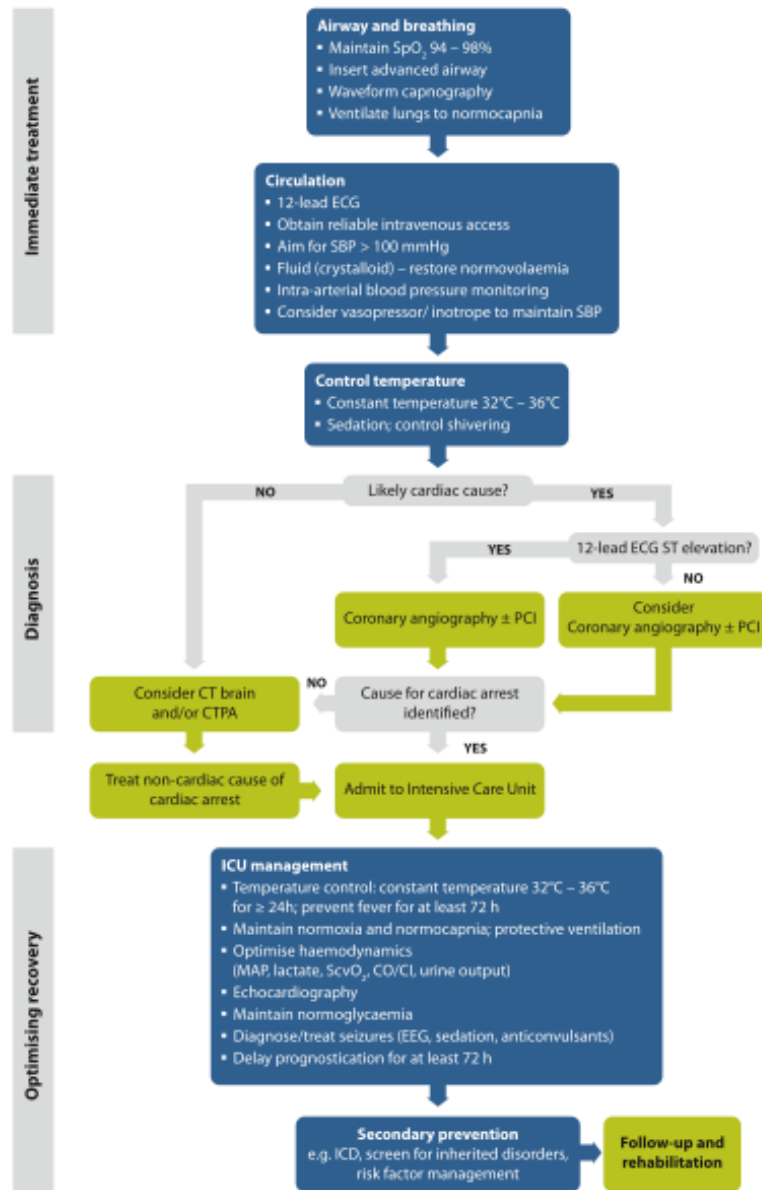 Immediate treatment
Airway and breathing
▪ Maintain SpO₂ 94 – 98%
▪ Insert advanced airway
▪ Waveform capnography
▪ Ventilate lungs to normocapnia
Circulation
▪ 12-lead ECG
▪ Obtain reliable intravenous access
▪ Aim for SBP > 100 mmHg
▪ Fluid (crystalloid) – restore normovolaemia
▪ Intra-arterial blood pressure monitoring
▪ Consider vasopressor/ inotrope to maintain SBP
Control temperature
▪ Constant temperature 32°C – 36°C
▪ Sedation; control shivering
Diagnosis
NO
Likely cardiac cause?
YES
YES
12-lead ECG ST elevation?
NO
Coronary angiography ± PCI
Consider
Coronary angiography ± PCI
Consider CT brain
and/or CTPA
NO
Cause for cardiac arrest
identified?
YES
Treat non-cardiac cause of
cardiac arrest
Admit to Intensive Care Unit
Optimising recovery
ICU management
▪ Temperature control: constant temperature 32°C – 36°C
for ≥ 24h; prevent fever for at least 72 h
▪ Maintain normoxia and normocapnia; protective ventilation
▪ Optimise haemodynamics
(MAP, lactate, ScvO₂, CO/CI, urine output)
▪ Echocardiography
▪ Maintain normoglycaemia
▪ Diagnose/treat seizures (EEG, sedation, anticonvulsants)
▪ Delay prognostication for at least 72 h
Secondary prevention
e.g. ICD, screen for inherited disorders,
risk factor management
Follow-up and
rehabilitation